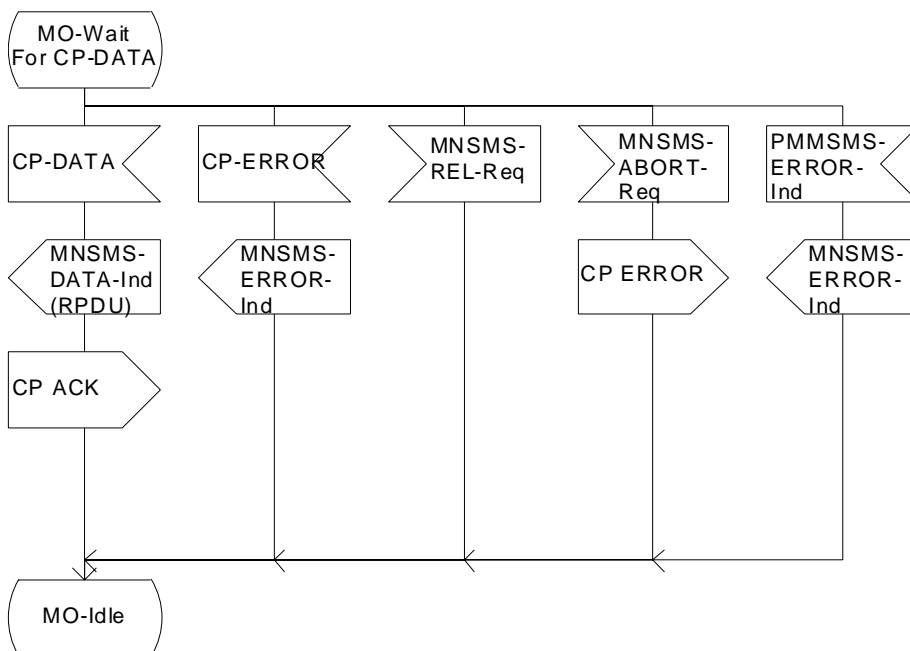 MO-Wait
For CP-DATA
CP-DATA
CP-ERROR
MNSMS-
REL-Req
MNSMS-
ABORT-
Req
PMMSMS-
ERROR-
Ind
MNSMS-
DATA-Ind
(RPDU)
MNSMS-
ERROR-
Ind
CP ERROR
MNSMS-
ERROR-
Ind
CP ACK
MO-Idle